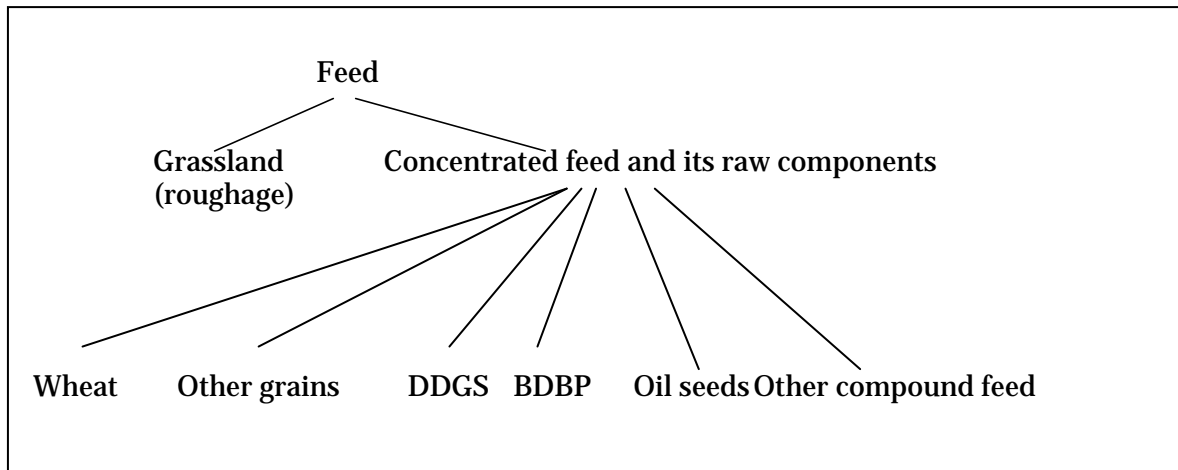 Feed
Grassland
(roughage)
Concentrated feed and its raw components
Wheat
Other grains
DDGS
BDBP
Oil seeds
Other compound feed